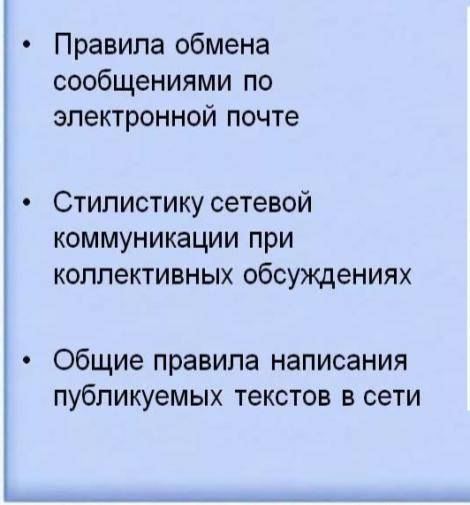 • Правила обмена
сообщениями по
электронной почте
• Стилистику сетевой
коммуникации при
коллективных обсуждениях
• Общие правила написания
публикуемых текстов в сети